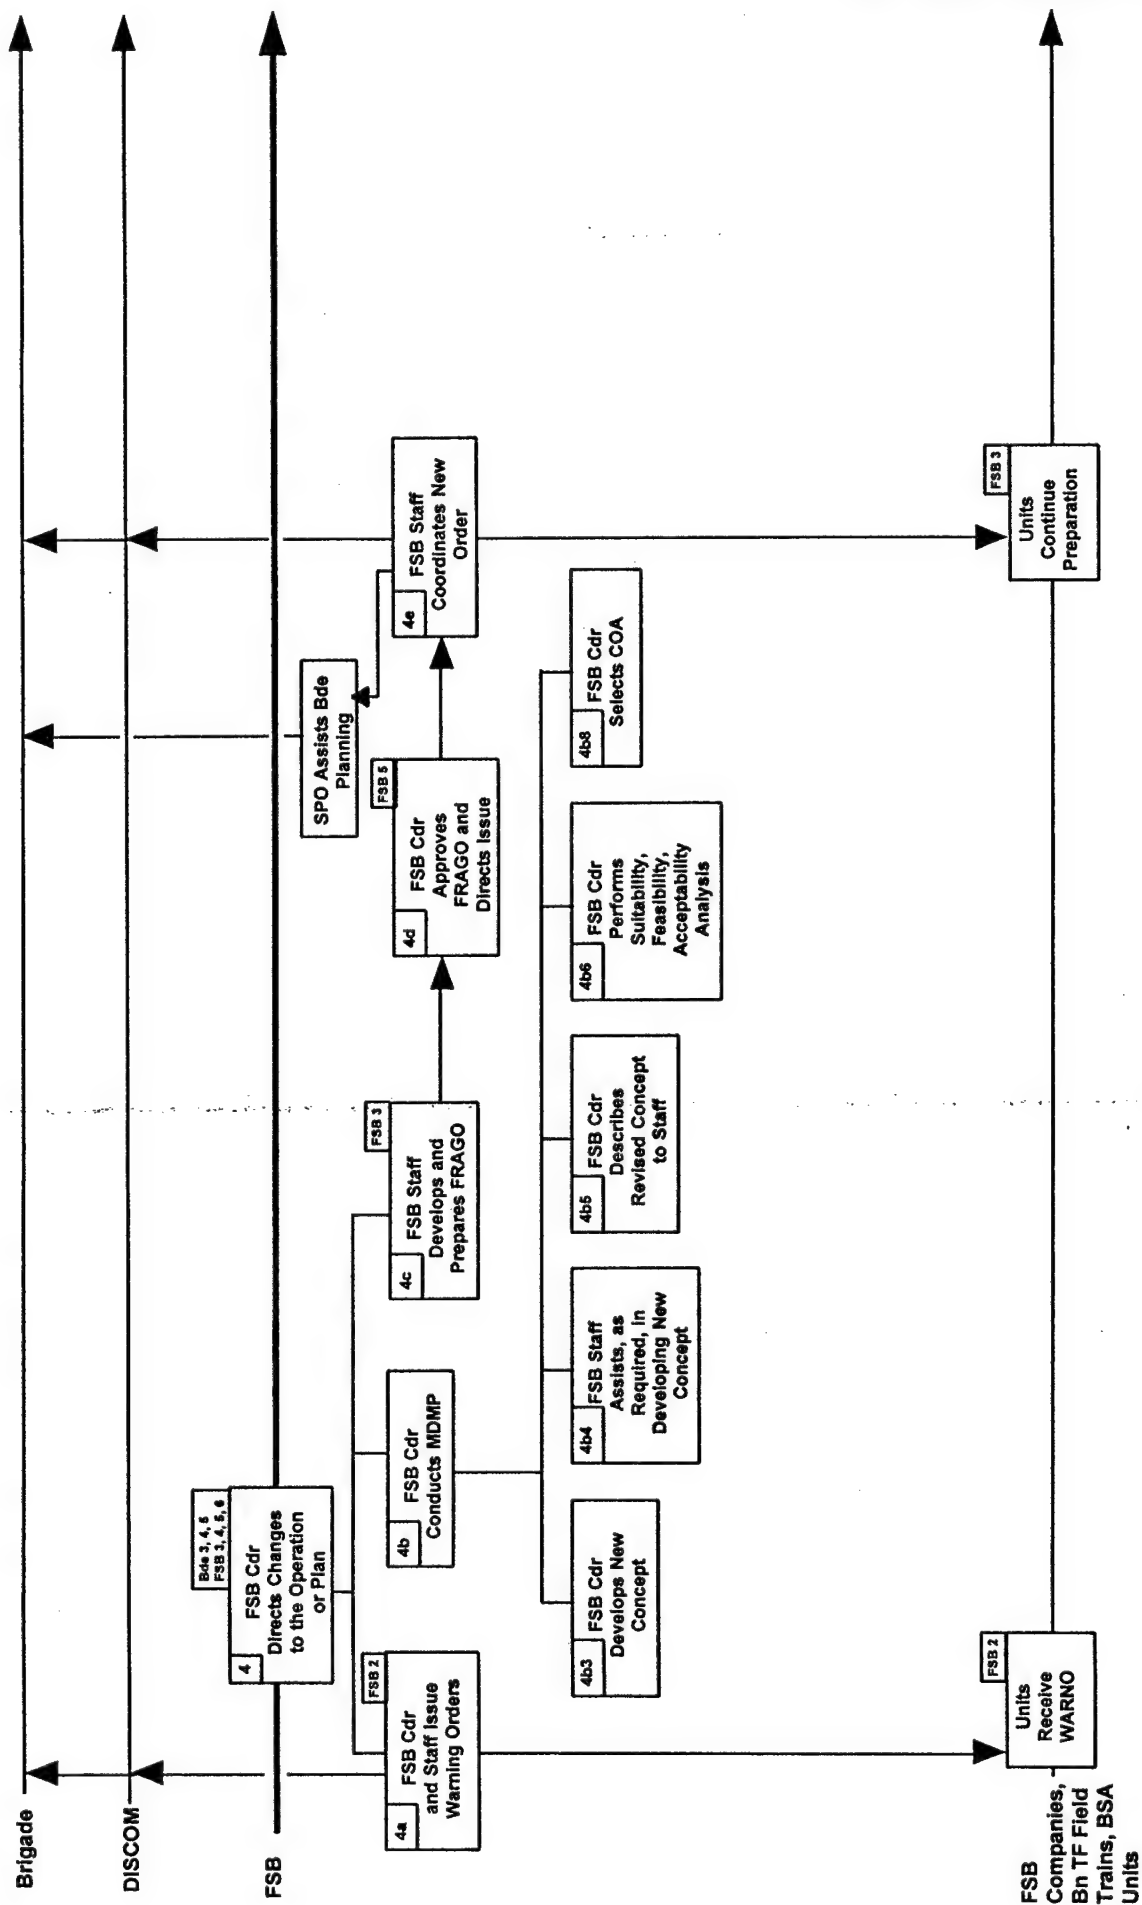 Brigade
DISCOM
FSB
Bde 3, 4, 5
FSB 3, 4, 5, 6
4
FSB Cdr
Directs Changes
to the Operation
or Plan
FSB 2
4a
FSB Cdr
and Staff Issue
Warning Orders
4b
FSB Cdr
Conducts MDMP
FSB 3
4c
FSB Staff
Develops and
Prepares FRAGO
FSB 5
4d
FSB Cdr
Approves
FRAGO and
Directs Issue
SPO Assists Bde
Planning
4e
FSB Staff
Coordinates New
Order
4b3
FSB Cdr
Develops New
Concept
4b4
FSB Staff
Assists, as
Required, in
Developing New
Concept
4b5
FSB Cdr
Describes
Revised Concept
to Staff
4b6
FSB Cdr
Performs
Suitability,
Feasibility,
Acceptability
Analysis
4b8
FSB Cdr
Selects COA
FSB
Companies,
Bn TF Field
Trains, BSA
Units
FSB 2
Units
Receive
WARNO
FSB 3
Units
Continue
Preparation